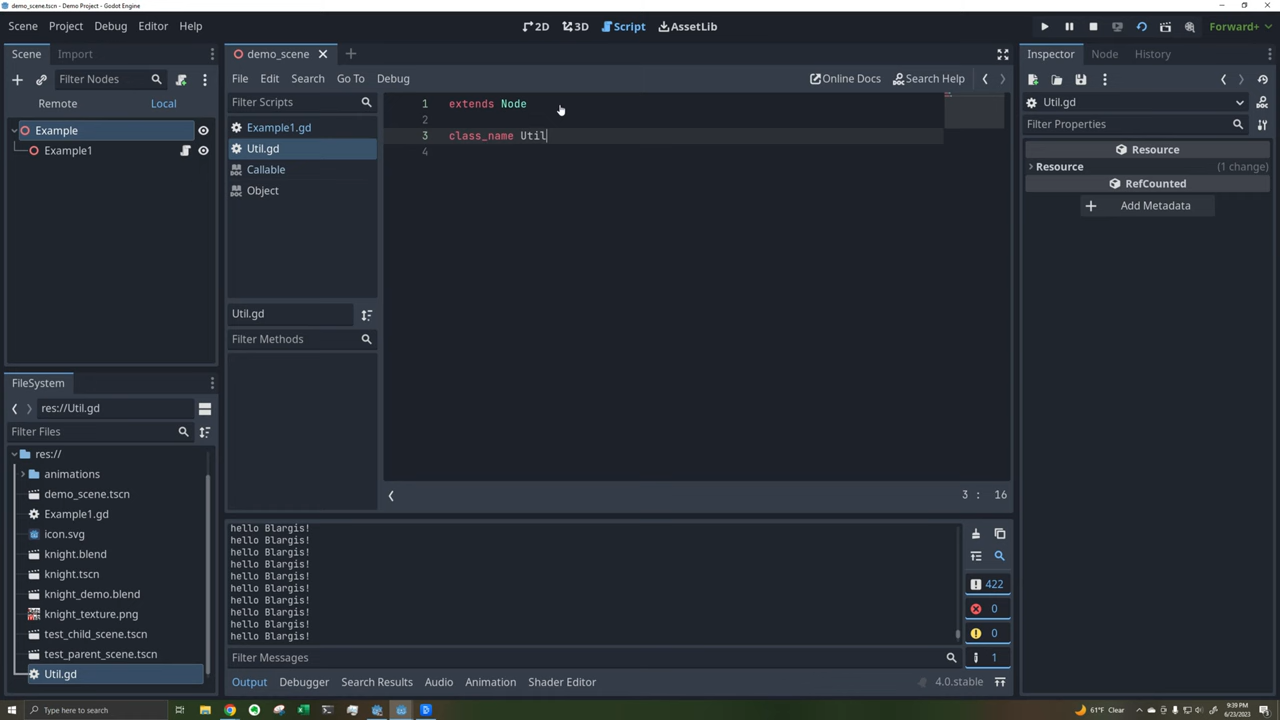 demo_scene.tscn - Demo Project - Godot Engine
Scene Project Debug Editor Help
2D 3D Script AssetLib
Forward+
Scene Import
Filter Nodes
Remote Local
Example
Example1
FileSystem
res://Util.gd
Filter Files
res://
animations
demo_scene.tscn
Example1.gd
icon.svg
knight.blend
knight.tscn
knight_demo.blend
knight_texture.png
test_child_scene.tscn
test_parent_scene.tscn
Util.gd
demo_scene
File Edit Search Go To Debug
Online Docs Search Help
Filter Scripts
Example1.gd
Util.gd
Callable
Object
Util.gd
Filter Methods
1 extends Node
2
3 class_name Util
4
3 : 16
hello Blargis!
hello Blargis!
hello Blargis!
hello Blargis!
hello Blargis!
hello Blargis!
hello Blargis!
hello Blargis!
hello Blargis!
hello Blargis!
422
0
0
1
Filter Messages
Output Debugger Search Results Audio Animation Shader Editor
4.0.stable
Inspector Node History
Util.gd
Filter Properties
Resource
Resource (1 change)
RefCounted
Add Metadata
Type here to search
61°F Clear
9:39 PM
6/23/2023